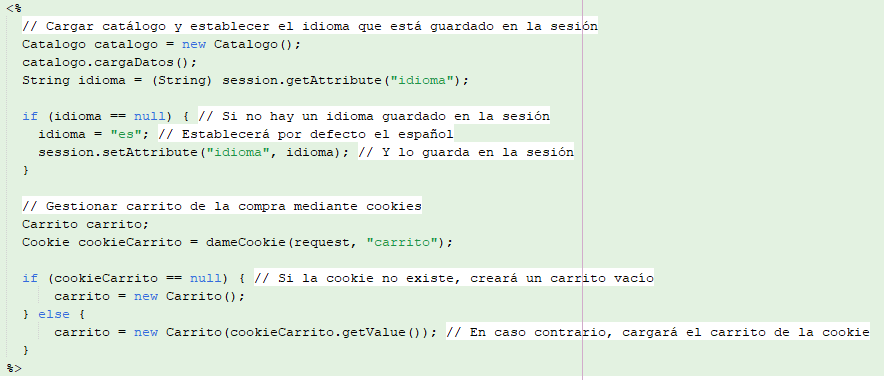 <%
// Cargar catálogo y establecer el idioma que está guardado en la sesión
Catalogo catalogo = new Catalogo();
catalogo.cargaDatos();
String idioma = (String) session.getAttribute("idioma");
if (idioma == null) { // Si no hay un idioma guardado en la sesión
idioma = "es"; // Establecerá por defecto el español
session.setAttribute("idioma", idioma); // Y lo guarda en la sesión
}
// Gestionar carrito de la compra mediante cookies
Carrito carrito;
Cookie cookieCarrito = dameCookie(request, "carrito");
if (cookieCarrito == null) { // Si la cookie no existe, creará un carrito vacío
carrito = new Carrito();
} else {
carrito = new Carrito(cookieCarrito.getValue()); // En caso contrario, cargará el carrito de la cookie
}
%>